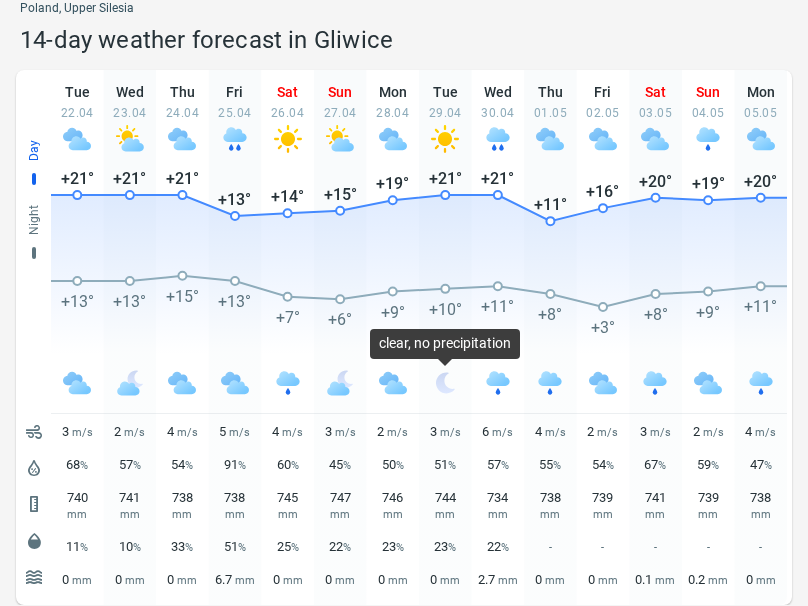 Poland, Upper Silesia
14-day weather forecast in Gliwice
Tue Wed Thu Fri Sat Sun Mon Tue Wed Thu Fri Sat Sun Mon
22.04 23.04 24.04 25.04 26.04 27.04 28.04 29.04 30.04 01.05 02.05 03.05 04.05 05.05
Day
+21° +21° +21° +13° +14° +15° +19° +21° +21° +11° +16° +20° +19° +20°
Night
+13° +13° +15° +13° +7° +6° +9° +10° +11° +8° +3° +8° +9° +11°
clear, no precipitation
3 m/s 2 m/s 4 m/s 5 m/s 4 m/s 3 m/s 2 m/s 3 m/s 6 m/s 4 m/s 2 m/s 3 m/s 2 m/s 4 m/s
68% 57% 54% 91% 60% 45% 50% 51% 57% 55% 54% 67% 59% 47%
740 741 738 738 745 747 746 744 734 738 739 741 739 738
mm mm mm mm mm mm mm mm mm mm mm mm mm mm
11% 10% 33% 51% 25% 22% 23% 23% 22% - - - - -
0 mm 0 mm 0 mm 6.7 mm 0 mm 0 mm 0 mm 0 mm 2.7 mm 0 mm 0 mm 0.1 mm 0.2 mm 0 mm